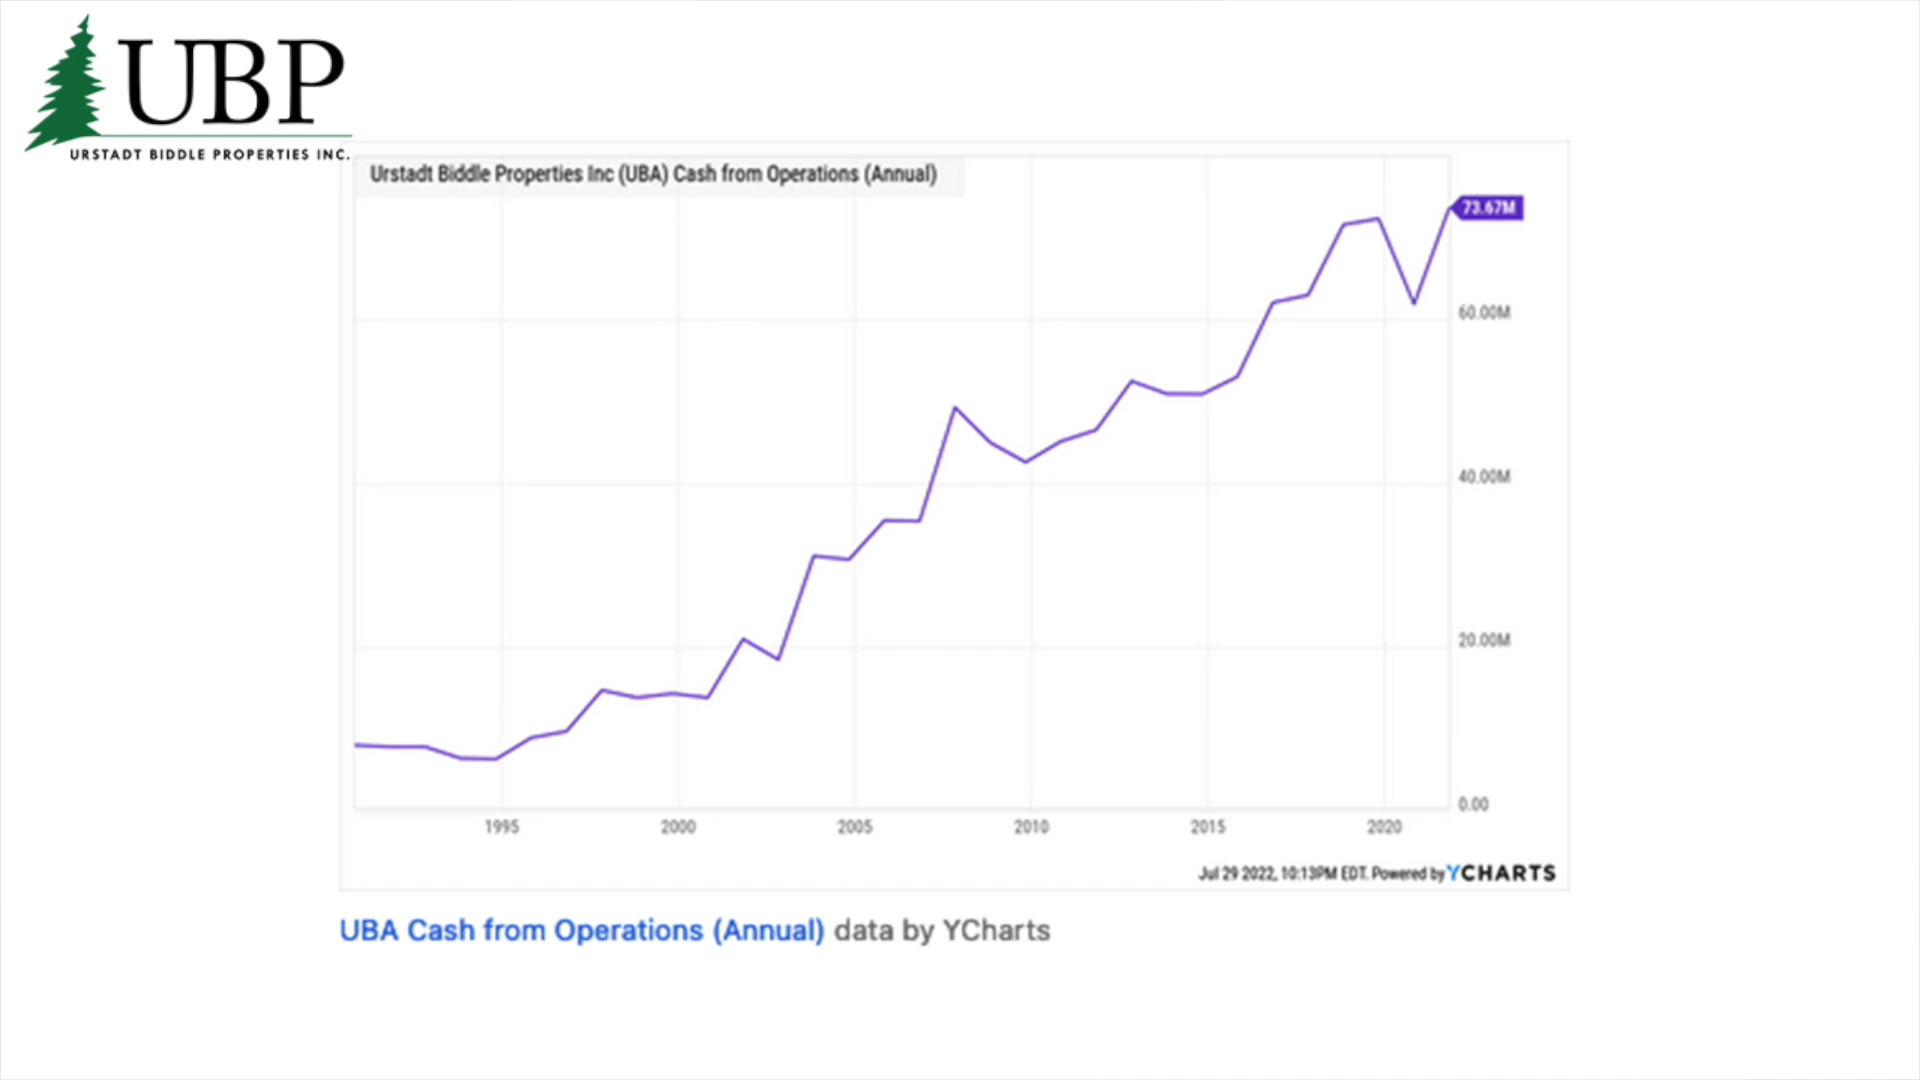 UBP
URSTADT BIDDLE PROPERTIES INC.
Urstadt Biddle Properties Inc (UBA) Cash from Operations (Annual)
73.67M
60.00M
40.00M
20.00M
0.00
1995 2000 2005 2010 2015 2020
Jul 29 2022, 10:13PM EDT. Powered by YCHARTS
UBA Cash from Operations (Annual) data by YCharts